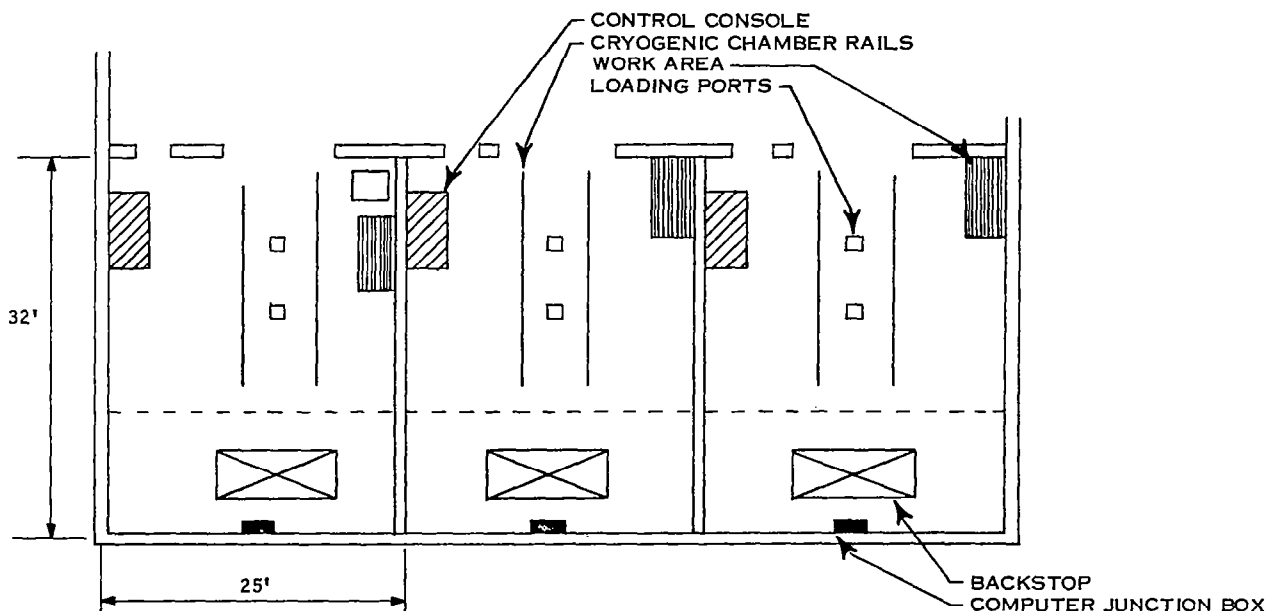 CONTROL CONSOLE
CRYOGENIC CHAMBER RAILS
WORK AREA
LOADING PORTS
32'
25'
BACKSTOP
COMPUTER JUNCTION BOX